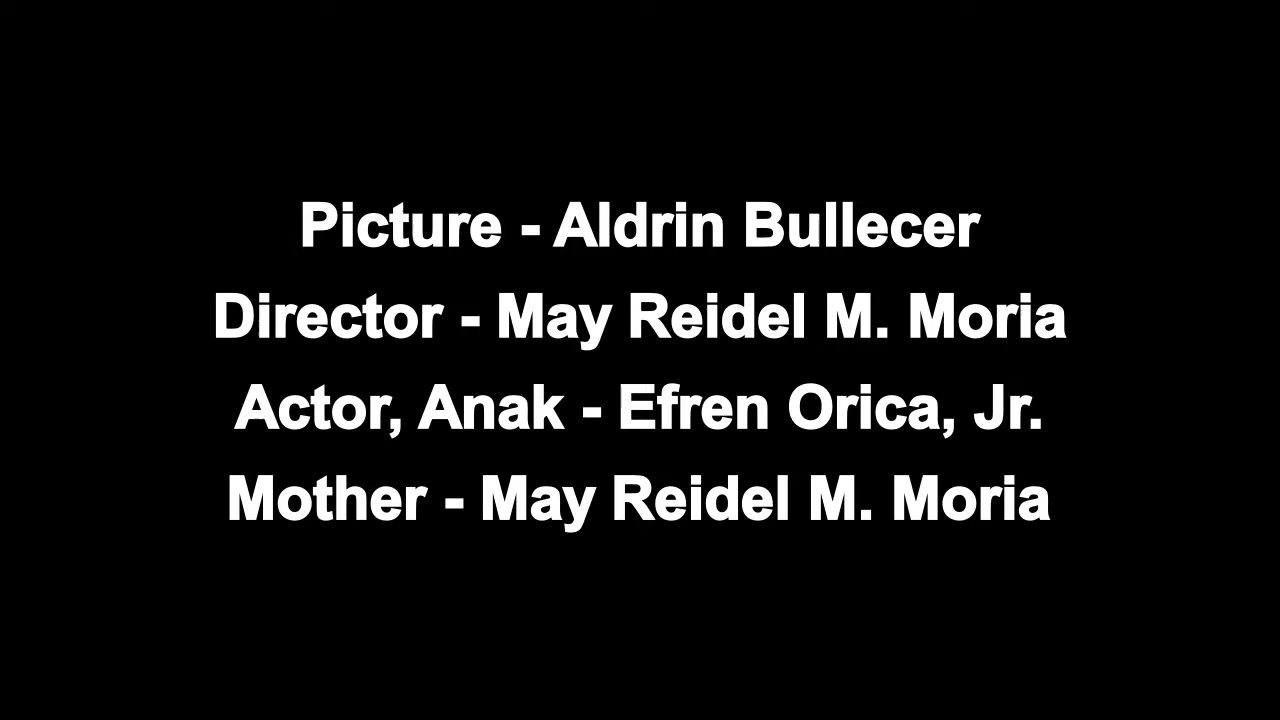 Picture - Aldrin Bullecer
Director - May Reidel M. Moria
Actor, Anak - Efren Orica, Jr.
Mother - May Reidel M. Moria